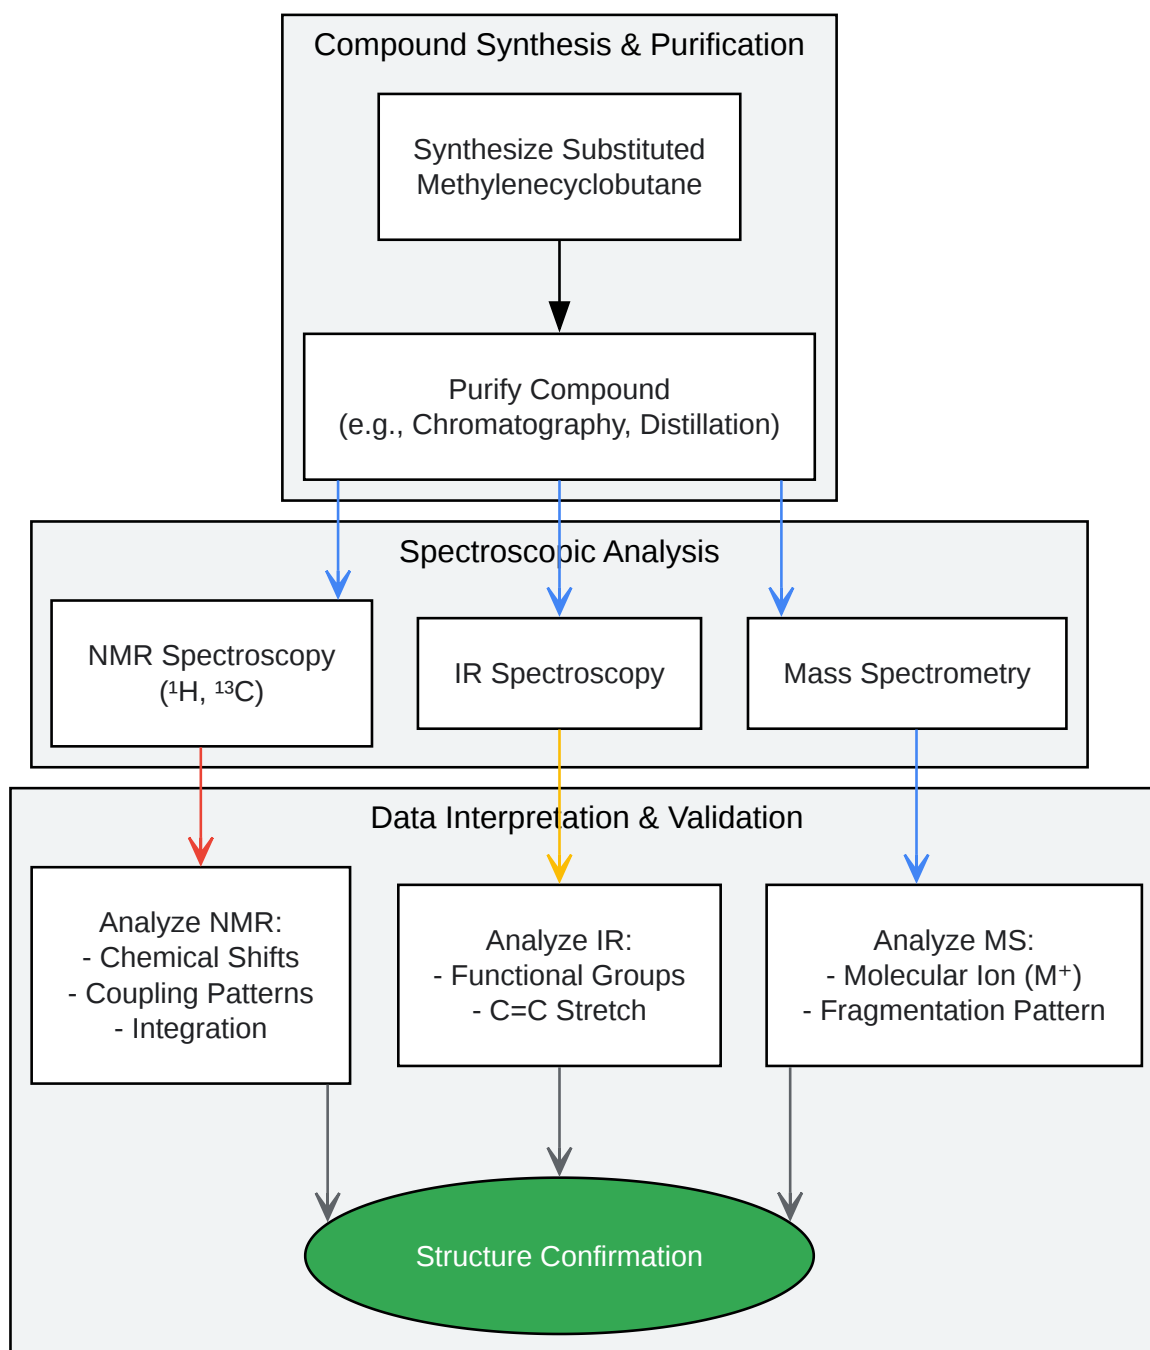 Compound Synthesis & Purification
Synthesize Substituted
Methylenecyclobutane
Purify Compound
(e.g., Chromatography, Distillation)
Spectroscopic Analysis
NMR Spectroscopy
(¹H, ¹³C)
IR Spectroscopy
Mass Spectrometry
Data Interpretation & Validation
Analyze NMR:
- Chemical Shifts
- Coupling Patterns
- Integration
Analyze IR:
- Functional Groups
- C=C Stretch
Analyze MS:
- Molecular Ion (M⁺)
- Fragmentation Pattern
Structure Confirmation